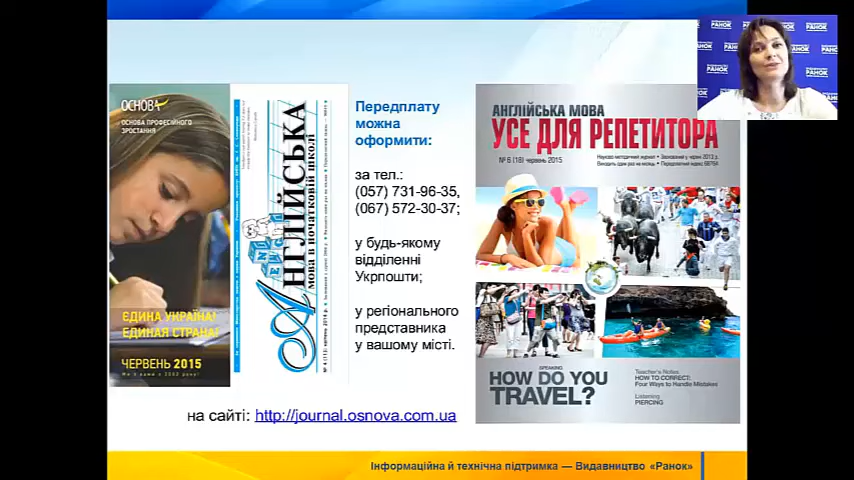 ОСНОВА
ОСНОВА ПРОФЕСІЙНОГО
ЗРОСТАННЯ
ЄДИНА УКРАЇНА!
ЕДИНАЯ СТРАНА!
ЧЕРВЕНЬ 2015
АНГЛІЙСЬКА
мова в початковій школі
Передплату
можна
оформити:
за тел.:
(057) 731-96-35,
(067) 572-30-37;
у будь-якому
відділенні
Укрпошти;
у регіонального
представника
у вашому місті.
АНГЛІЙСЬКА МОВА
УСЕ ДЛЯ РЕПЕТИТОРА
№ 6 (18) червень 2015
SPEAKING
HOW DO YOU
TRAVEL?
Teacher's Notes
HOW TO CORRECT:
Four Ways to Handle Mistakes
Listening
PIERCING
РАНОК
на сайті: http://journal.osnova.com.ua
Інформаційна й технічна підтримка — Видавництво «Ранок»